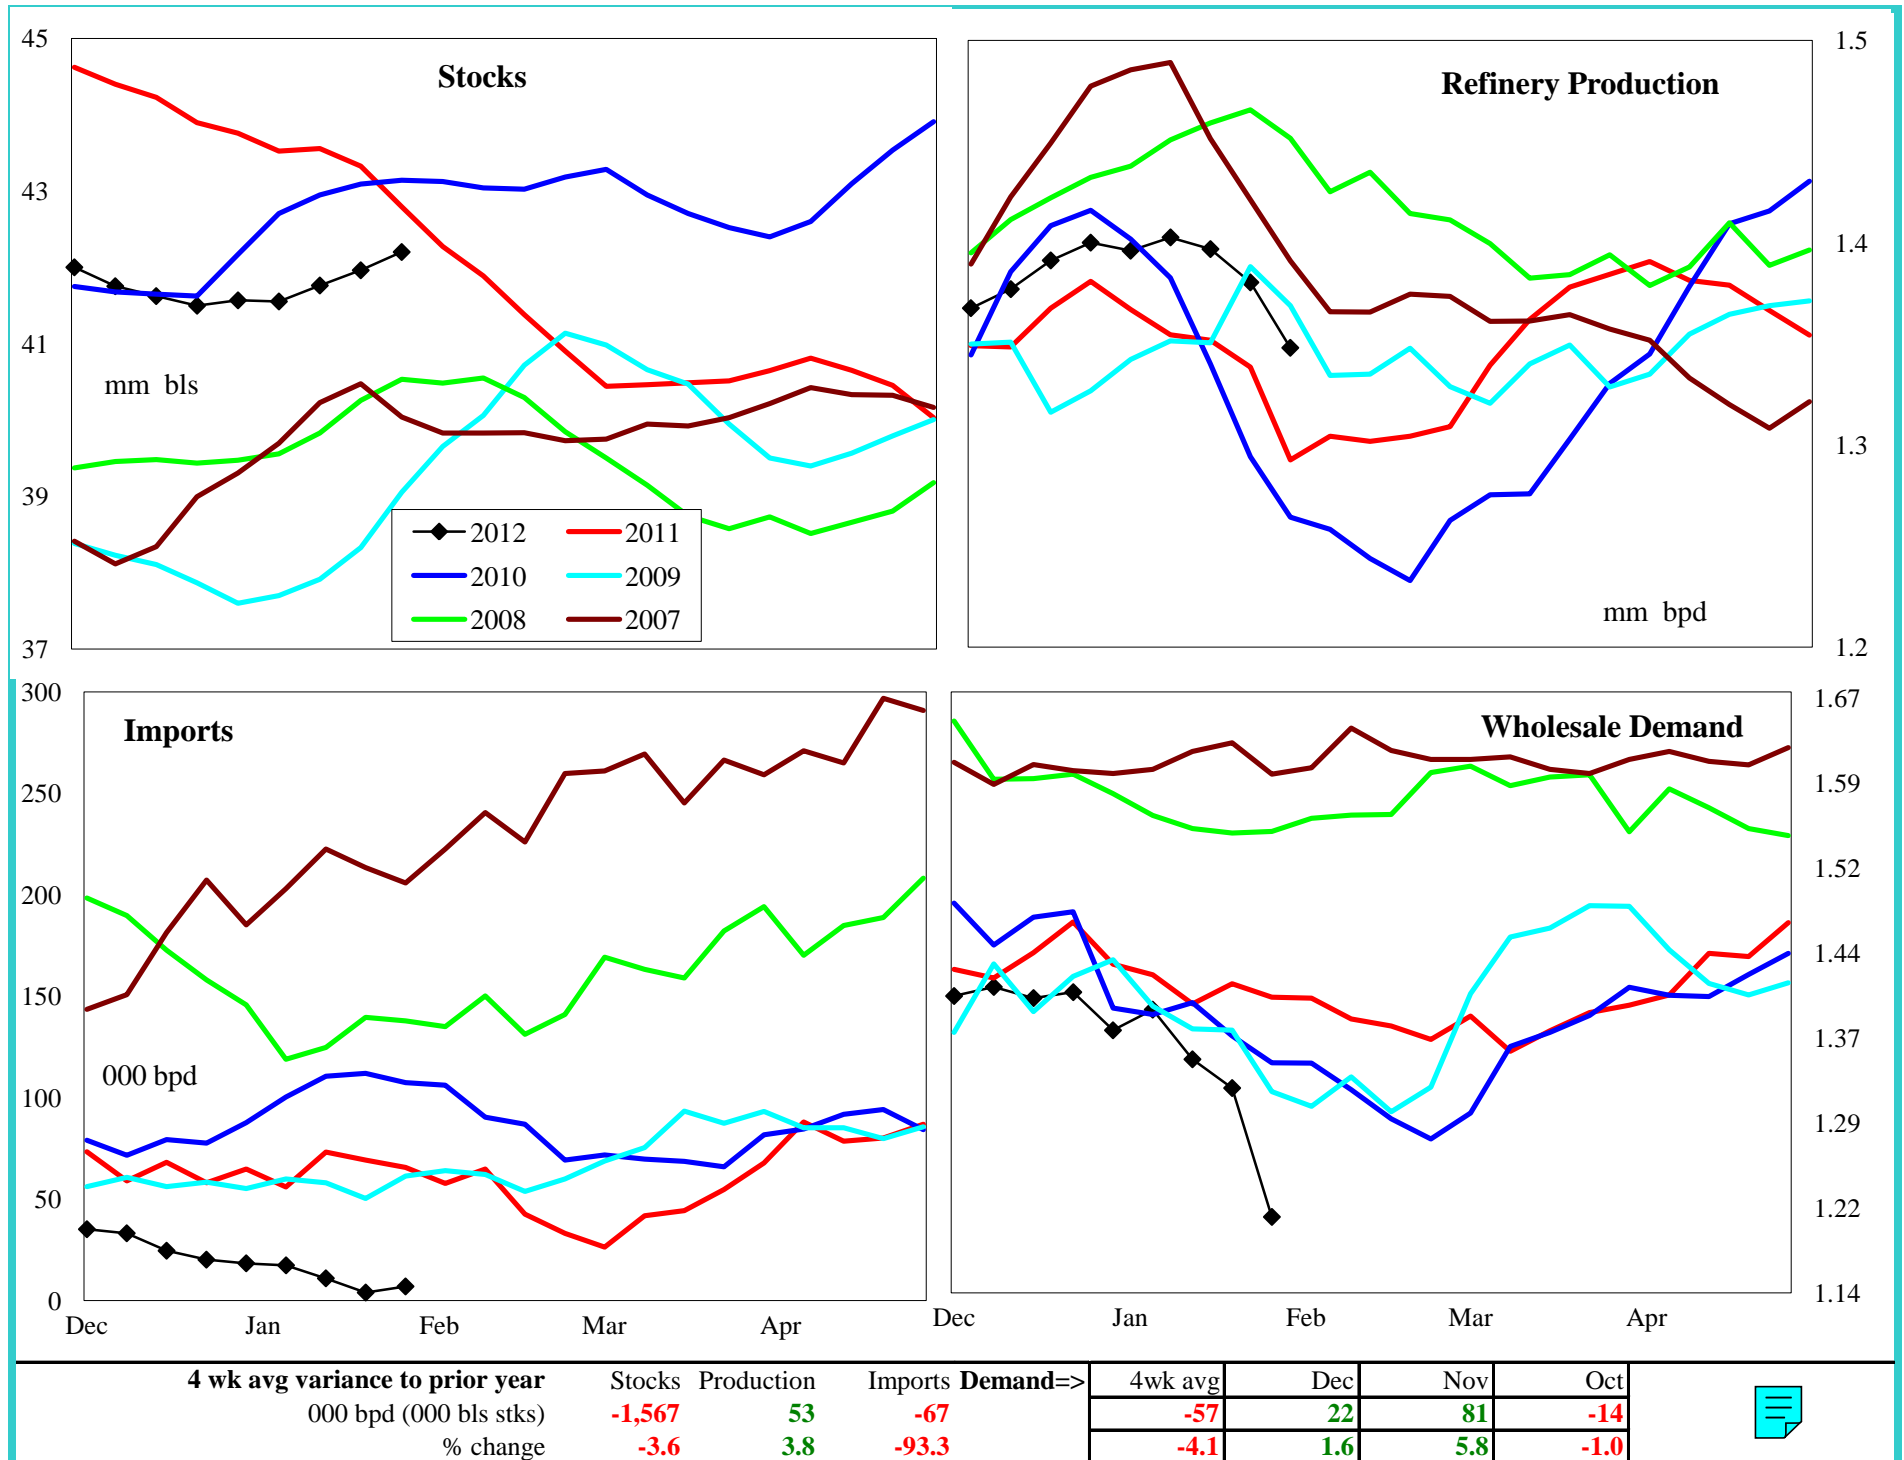 Stocks
45
43
41
39
37
mm bls
2012 2011
2010 2009
2008 2007
Refinery Production
1.5
1.4
1.3
1.2
mm bpd
Imports
300
250
200
150
100
50
0
000 bpd
Dec Jan Feb Mar Apr
Wholesale Demand
1.67
1.59
1.52
1.44
1.37
1.29
1.22
1.14
Dec Jan Feb Mar Apr
4 wk avg variance to prior year Stocks Production Imports Demand=> 4wk avg Dec Nov Oct
000 bpd (000 bls stks) -1,567 53 -67 -57 22 81 -14
% change -3.6 3.8 -93.3 -4.1 1.6 5.8 -1.0